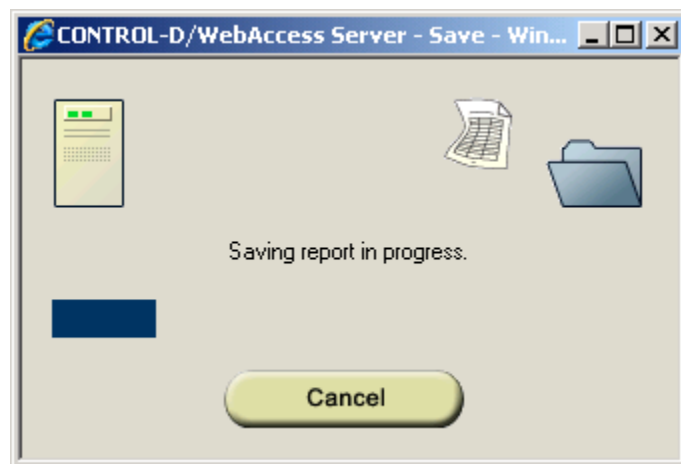 CONTROL-D/WebAccess Server - Save - Win...
Saving report in progress.
Cancel